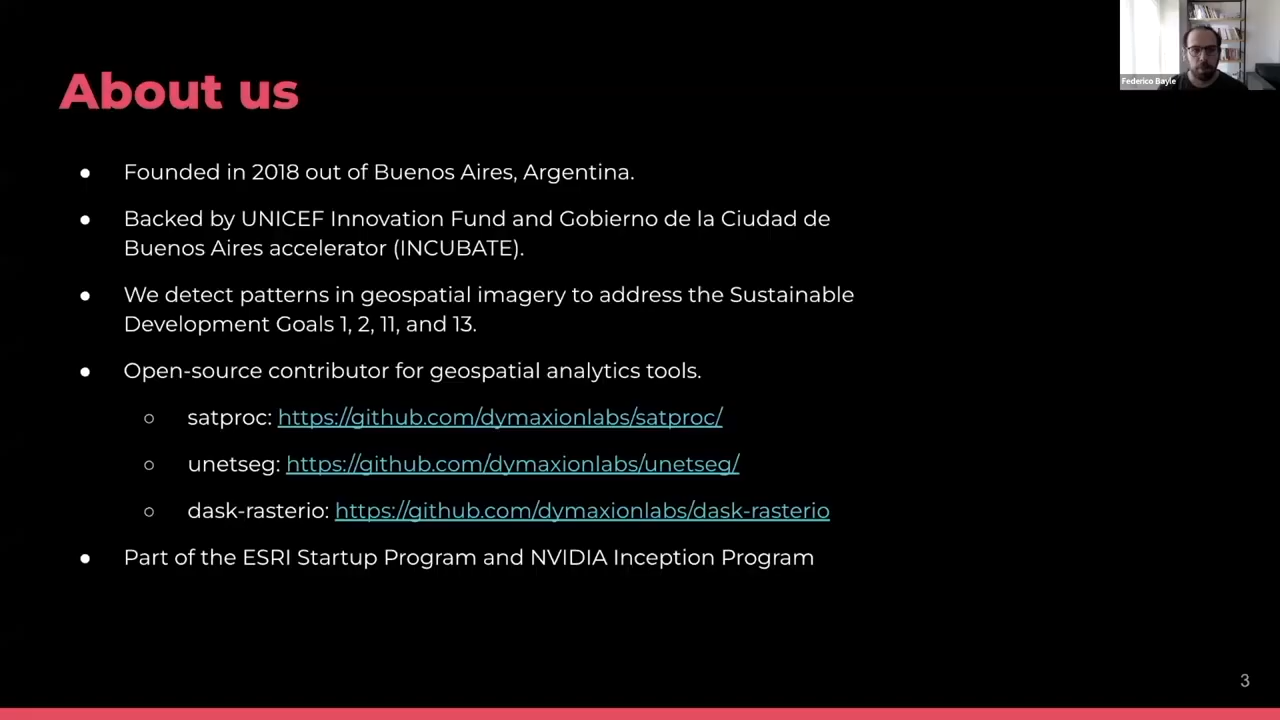 Federico Bayle
About us
● Founded in 2018 out of Buenos Aires, Argentina.
● Backed by UNICEF Innovation Fund and Gobierno de la Ciudad de
Buenos Aires accelerator (INCUBATE).
● We detect patterns in geospatial imagery to address the Sustainable
Development Goals 1, 2, 11, and 13.
● Open-source contributor for geospatial analytics tools.
○ satproc: https://github.com/dymaxionlabs/satproc/
○ unetseg: https://github.com/dymaxionlabs/unetseg/
○ dask-rasterio: https://github.com/dymaxionlabs/dask-rasterio
● Part of the ESRI Startup Program and NVIDIA Inception Program
3